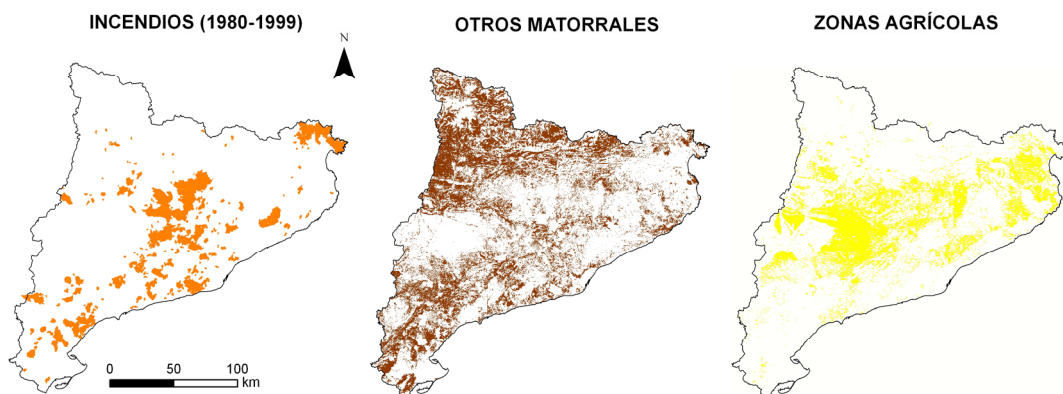 INCENDIOS (1980-1999)
OTROS MATORRALES
ZONAS AGRÍCOLAS
N
0 50 100
km